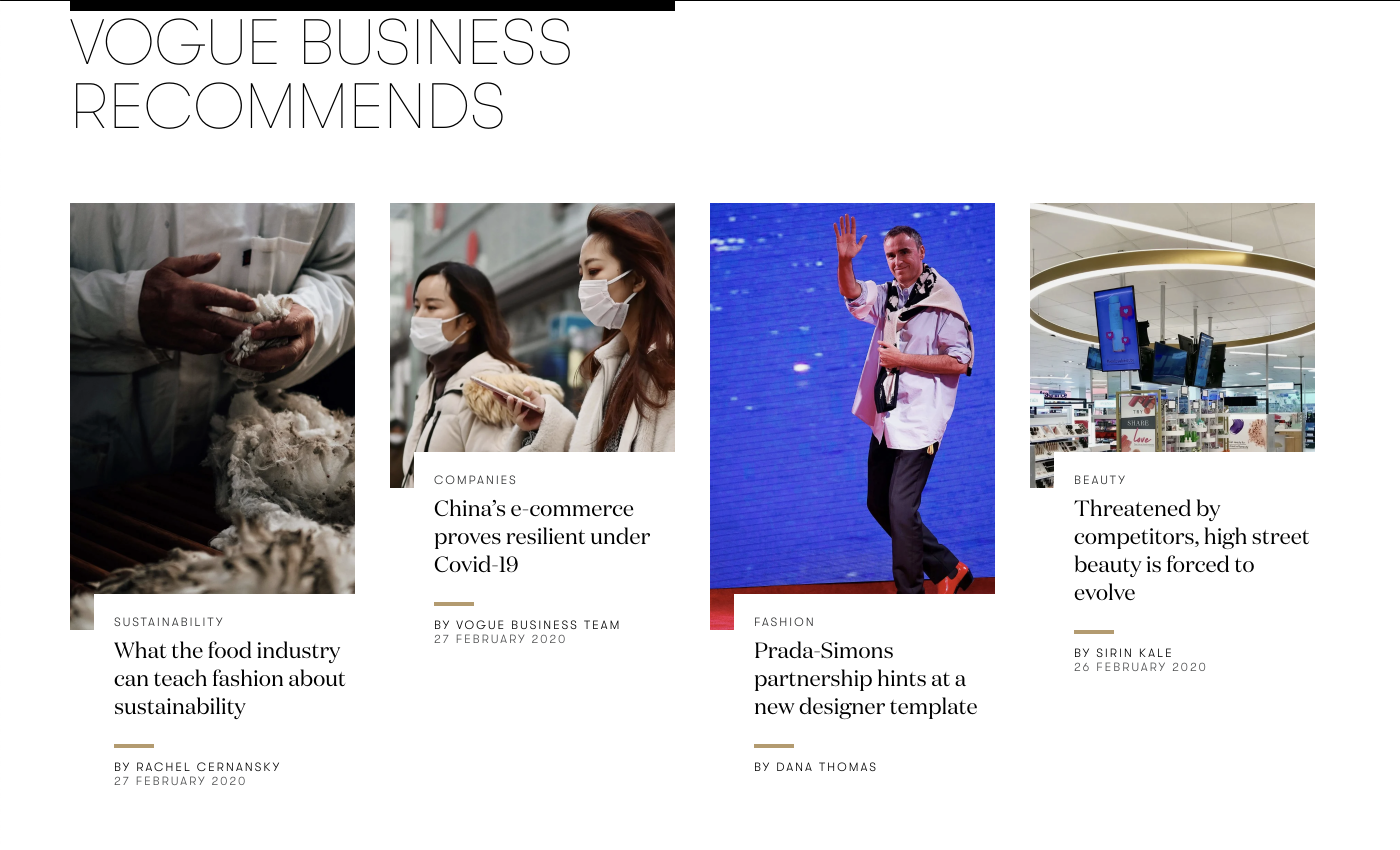 VOGUE BUSINESS
RECOMMENDS
SUSTAINABILITY
What the food industry
can teach fashion about
sustainability
BY RACHEL CERNANSKY
27 FEBRUARY 2020
COMPANIES
China’s e-commerce
proves resilient under
Covid-19
BY VOGUE BUSINESS TEAM
27 FEBRUARY 2020
FASHION
Prada-Simons
partnership hints at a
new designer template
BY DANA THOMAS
TRY
SHARE
love
BEAUTY
Threatened by
competitors, high street
beauty is forced to
evolve
BY SIRIN KALE
26 FEBRUARY 2020